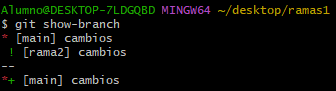 Alumno@DESKTOP-7LDGQBD MINGW64 ~/desktop/ramas1
$ git show-branch
* [main] cambios
 ! [rama2] cambios
--
*+ [main] cambios